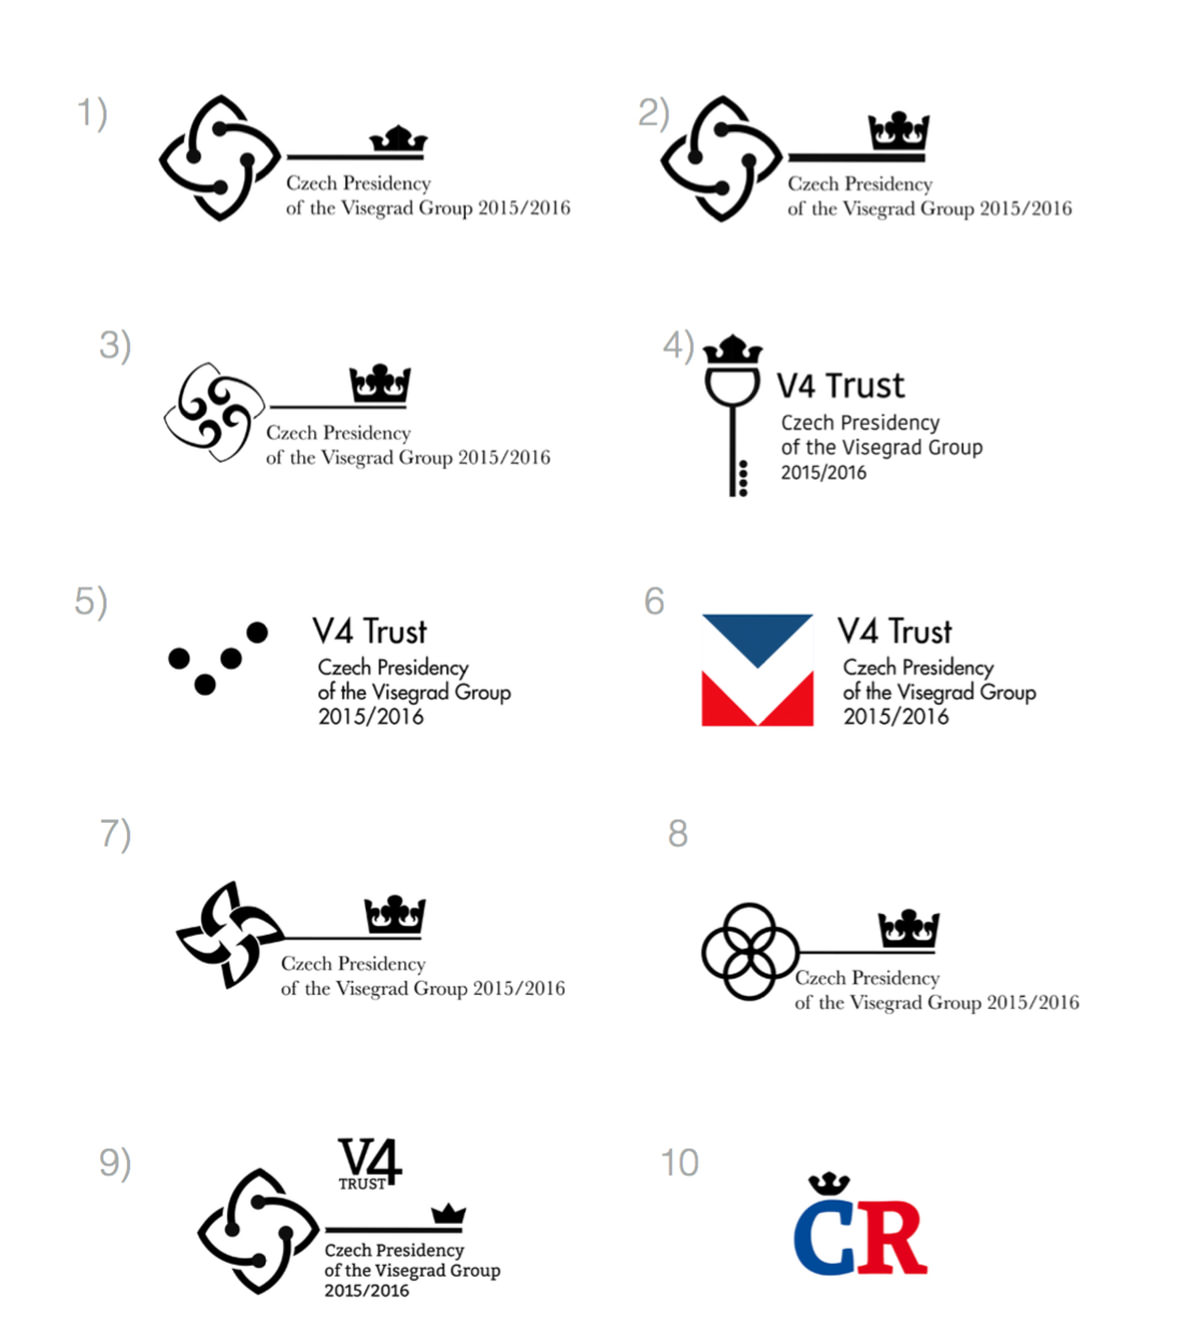 1)
Czech Presidency
of the Visegrad Group 2015/2016
2)
Czech Presidency
of the Visegrad Group 2015/2016
3)
Czech Presidency
of the Visegrad Group 2015/2016
4)
V4 Trust
Czech Presidency
of the Visegrad Group
2015/2016
5)
V4 Trust
Czech Presidency
of the Visegrad Group
2015/2016
6
V4 Trust
Czech Presidency
of the Visegrad Group
2015/2016
7)
Czech Presidency
of the Visegrad Group 2015/2016
8
Czech Presidency
of the Visegrad Group 2015/2016
9)
V4
TRUST
Czech Presidency
of the Visegrad Group
2015/2016
10
CR